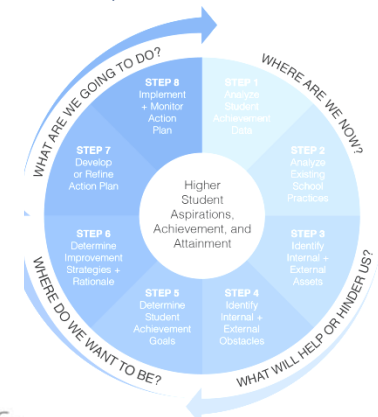 WHAT ARE WE GOING TO DO?
WHERE ARE WE NOW?
STEP 8
Implement
+ Monitor
Action
Plan
STEP 1
Analyze
Student
Achievement
Data
STEP 7
Develop
or Refine
Action Plan
STEP 2
Analyze
Existing
School
Practices
Higher
Student
Aspirations,
Achievement, and
Attainment
STEP 6
Determine
Improvement
Strategies +
Rationale
STEP 3
Identify
Internal +
External
Assets
STEP 5
Determine
Student
Achievement
Goals
STEP 4
Identify
Internal +
External
Obstacles
WHERE DO WE WANT TO BE?
WHAT WILL HELP OR HINDER US?